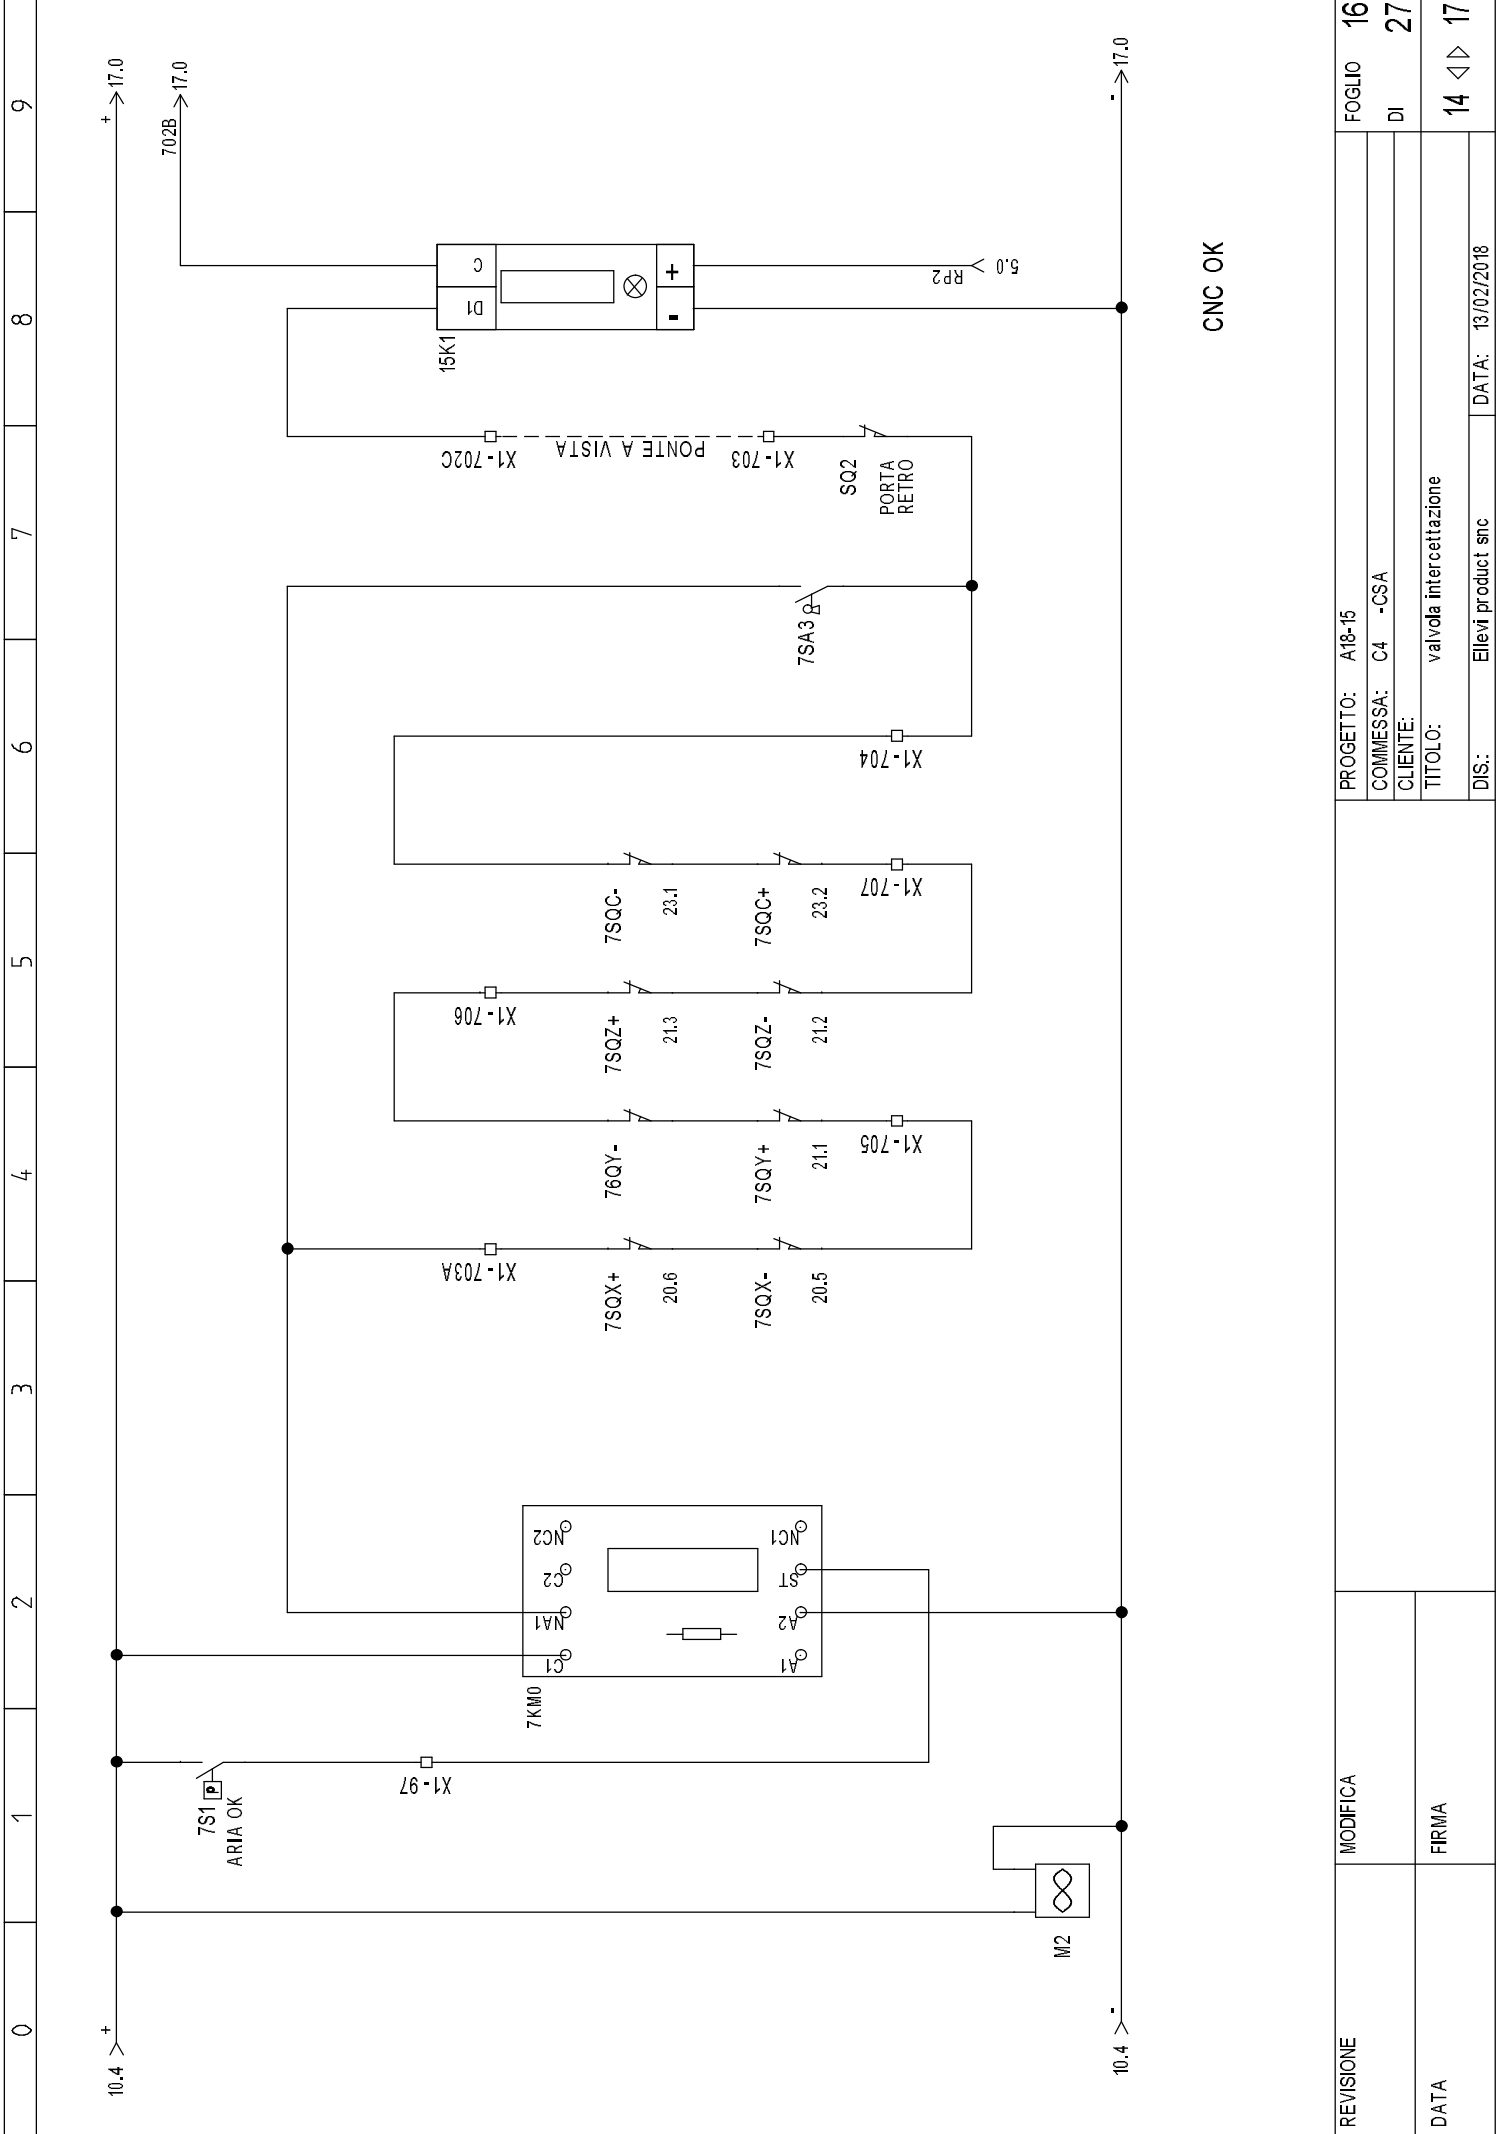 0 1 2 3 4 5 6 7 8 9
10.4 + + 17.0
702B 17.0
7S1 P
ARIA OK
X1-97
M2
7KM0
C1 NA1 C2 NC2
A1 A2 ST NC1
X1-703A
7SQX+
20.6
7SQX-
20.5
76QY-
7SQY+
21.1
X1-705
X1-706
7SQZ+
21.3
7SQZ-
21.2
7SQC-
23.1
7SQC+
23.2
X1-707
X1-704
7SA3
X1-702C
PONTE A VISTA
X1-703
SQ2
PORTA
RETRO
15K1
D1 C
- +
RP2
5.0
10.4 - - 17.0
CNC OK
REVISIONE
MODIFICA
DATA
FIRMA
PROGETTO: A18-15
COMMESSA: C4 -CSA
CLIENTE:
TITOLO: valvola intercettazione
DIS.: Ellevi product snc
DATA: 13/02/2018
FOGLIO 16
DI 27
14 17